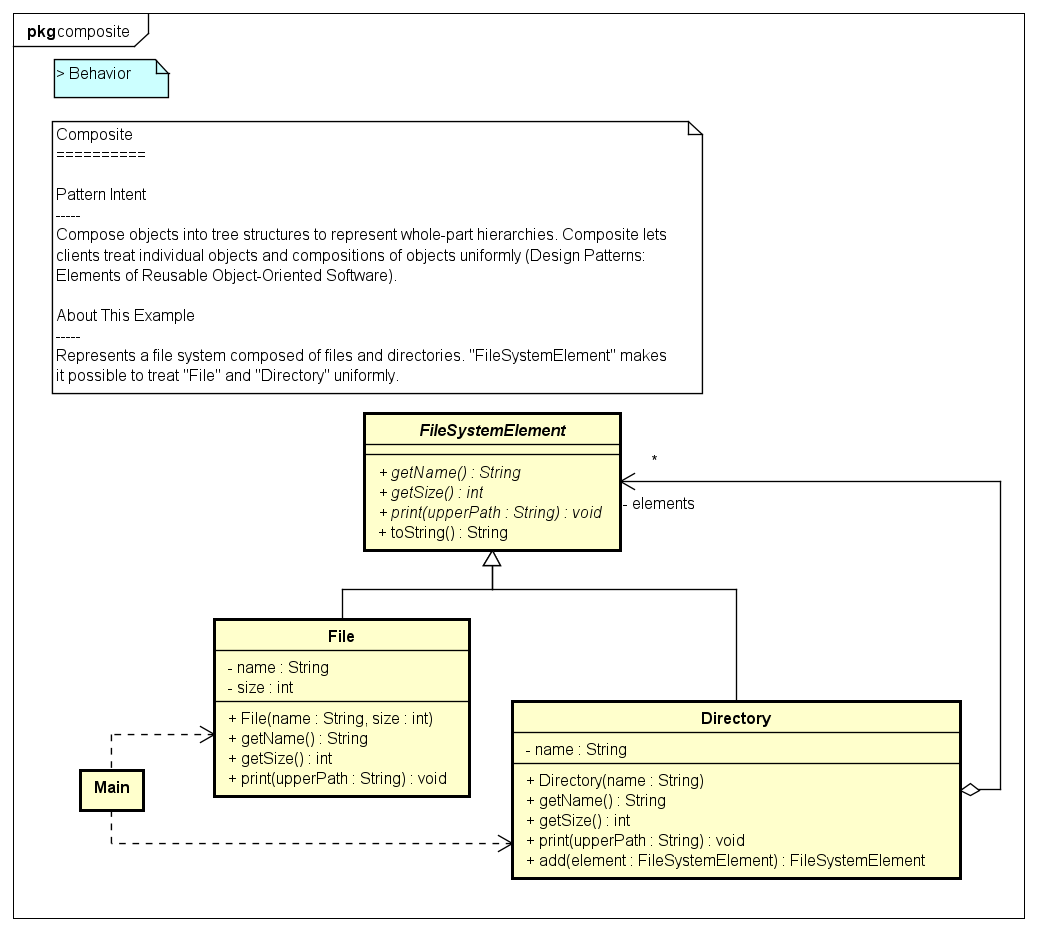 pkg composite
> Behavior
Composite
==========
Pattern Intent
-----
Compose objects into tree structures to represent whole-part hierarchies. Composite lets
clients treat individual objects and compositions of objects uniformly (Design Patterns:
Elements of Reusable Object-Oriented Software).
About This Example
-----
Represents a file system composed of files and directories. "FileSystemElement" makes
it possible to treat "File" and "Directory" uniformly.
FileSystemElement
+ getName() : String
+ getSize() : int
+ print(upperPath : String) : void
+ toString() : String
*
- elements
File
- name : String
- size : int
+ File(name : String, size : int)
+ getName() : String
+ getSize() : int
+ print(upperPath : String) : void
Main
Directory
- name : String
+ Directory(name : String)
+ getName() : String
+ getSize() : int
+ print(upperPath : String) : void
+ add(element : FileSystemElement) : FileSystemElement